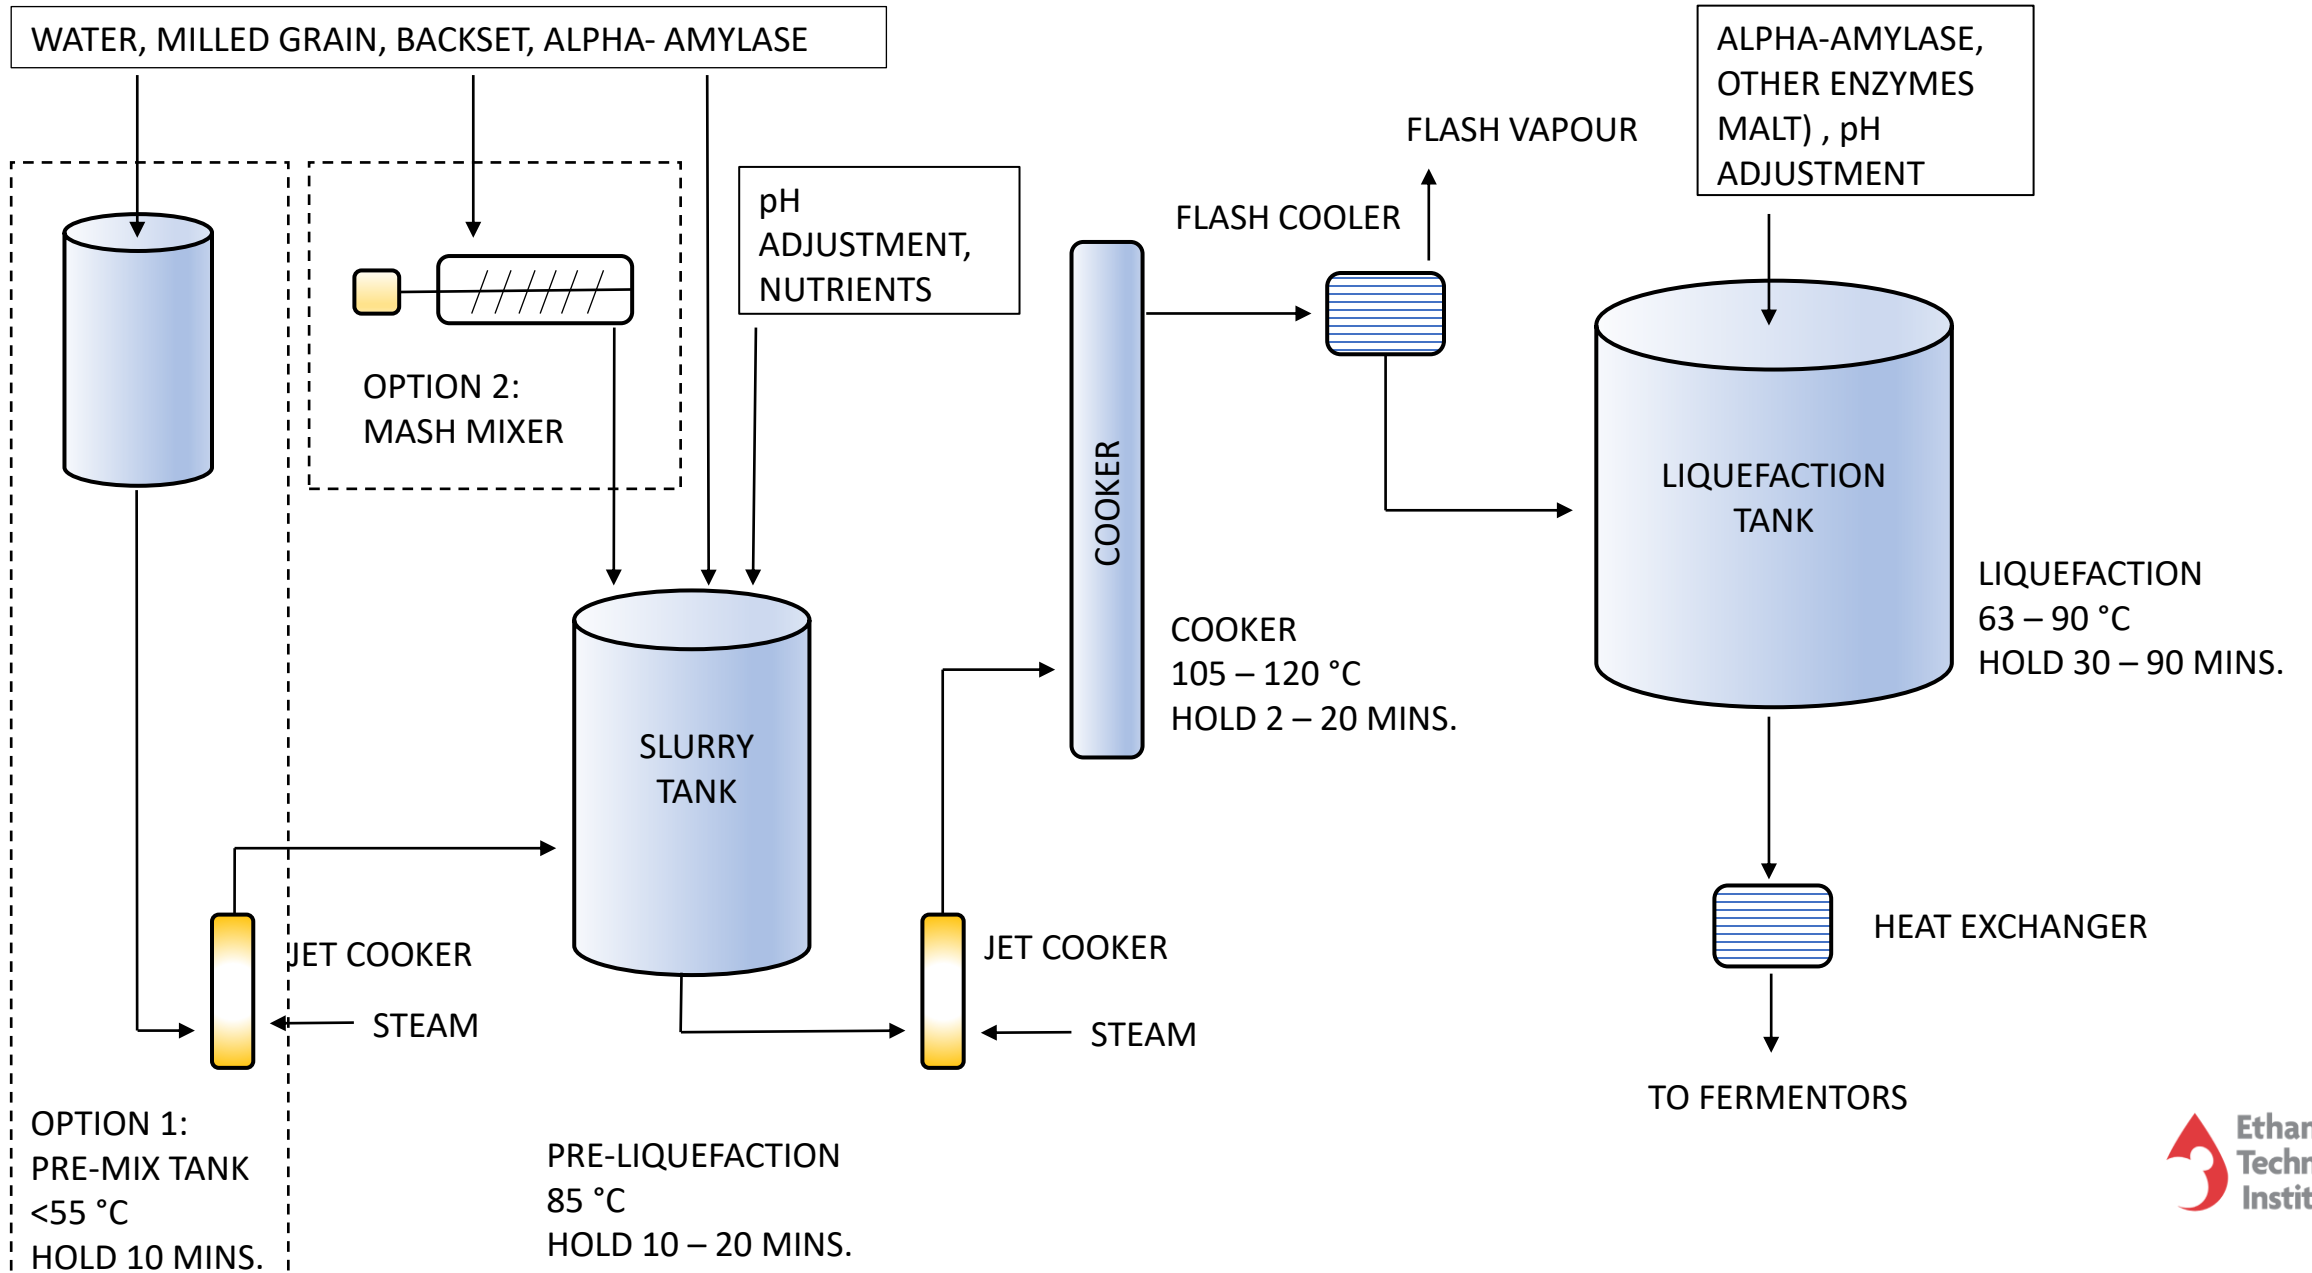 WATER, MILLED GRAIN, BACKSET, ALPHA- AMYLASE
ALPHA-AMYLASE,
OTHER ENZYMES
MALT) , pH
ADJUSTMENT
FLASH VAPOUR
FLASH COOLER
pH
ADJUSTMENT,
NUTRIENTS
OPTION 2:
MASH MIXER
COOKER
COOKER
105 – 120 °C
HOLD 2 – 20 MINS.
LIQUEFACTION
TANK
LIQUEFACTION
63 – 90 °C
HOLD 30 – 90 MINS.
SLURRY
TANK
JET COOKER
STEAM
JET COOKER
STEAM
HEAT EXCHANGER
TO FERMENTORS
OPTION 1:
PRE-MIX TANK
<55 °C
HOLD 10 MINS.
PRE-LIQUEFACTION
85 °C
HOLD 10 – 20 MINS.
Ethan
Techn
Instit